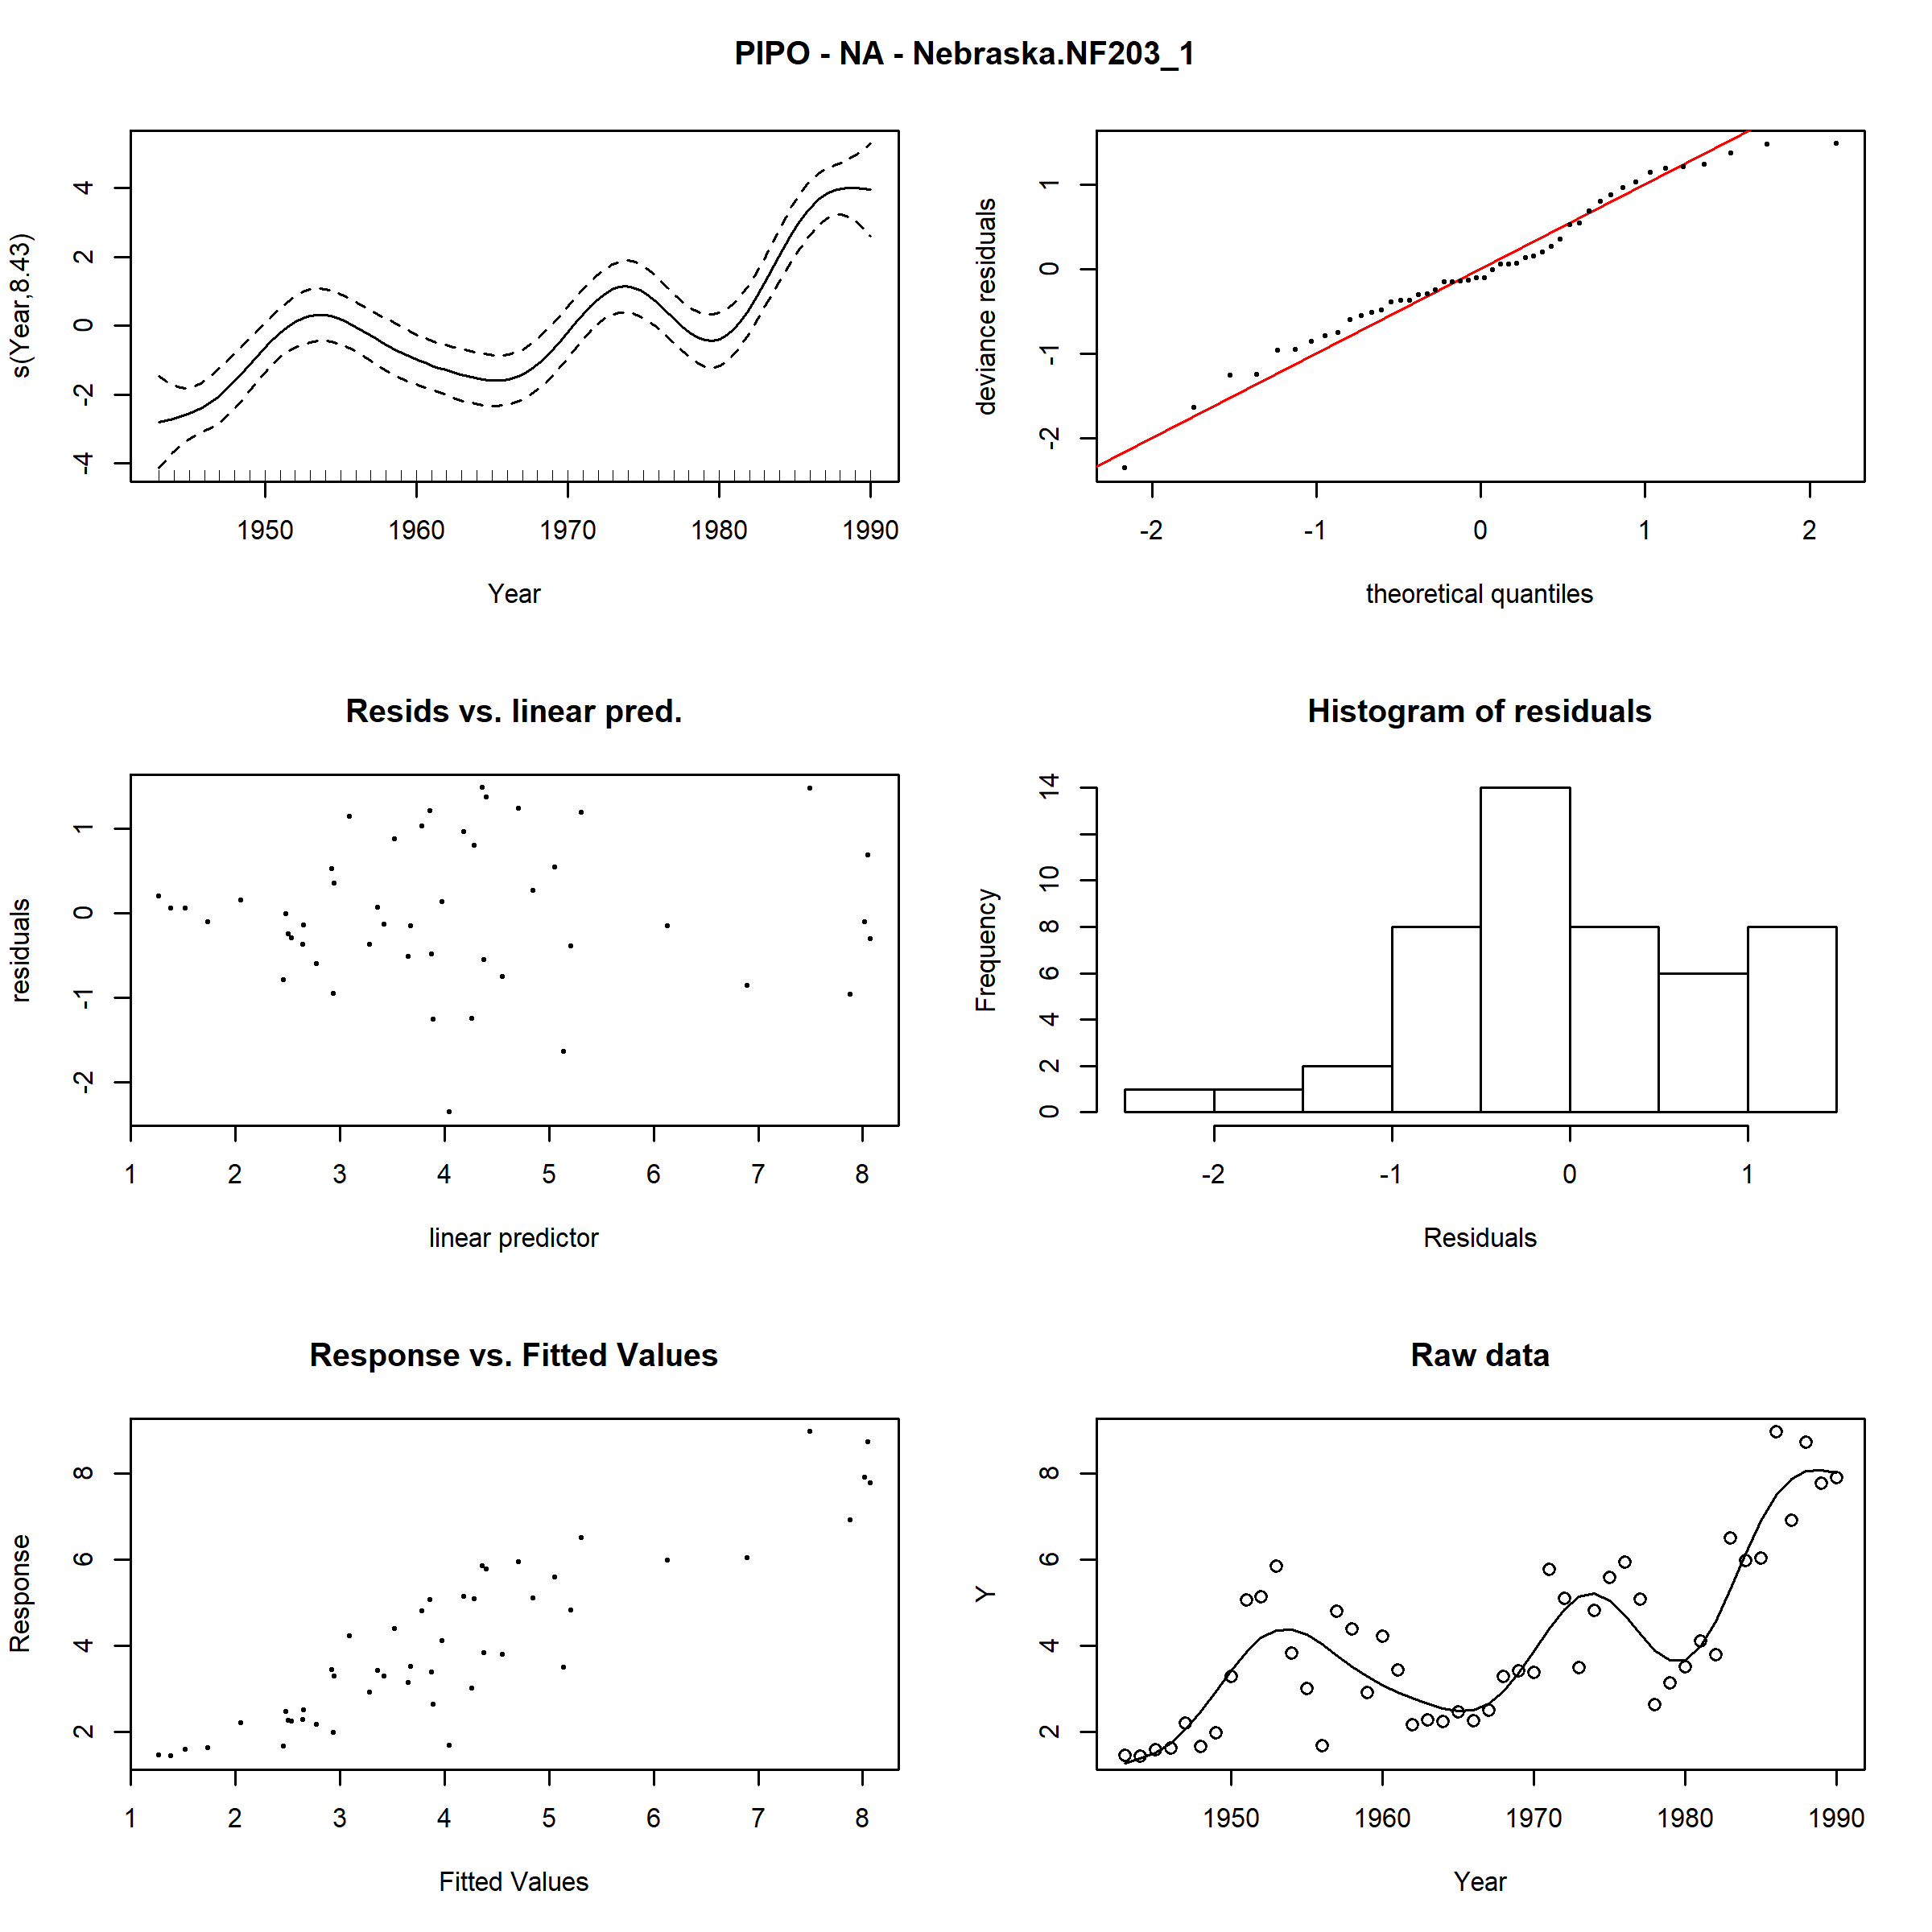 PIPO - NA - Nebraska.NF203_1
s(Year,8.43)
4
2
0
-2
-4
1950 1960 1970 1980 1990
Year
deviance residuals
1
0
-1
-2
-2 -1 0 1 2
theoretical quantiles
Resids vs. linear pred.
residuals
1
0
-1
-2
1 2 3 4 5 6 7 8
linear predictor
Histogram of residuals
Frequency
14
10
8
6
4
2
0
-2 -1 0 1
Residuals
Response vs. Fitted Values
Response
8
6
4
2
1 2 3 4 5 6 7 8
Fitted Values
Raw data
Y
8
6
4
2
1950 1960 1970 1980 1990
Year